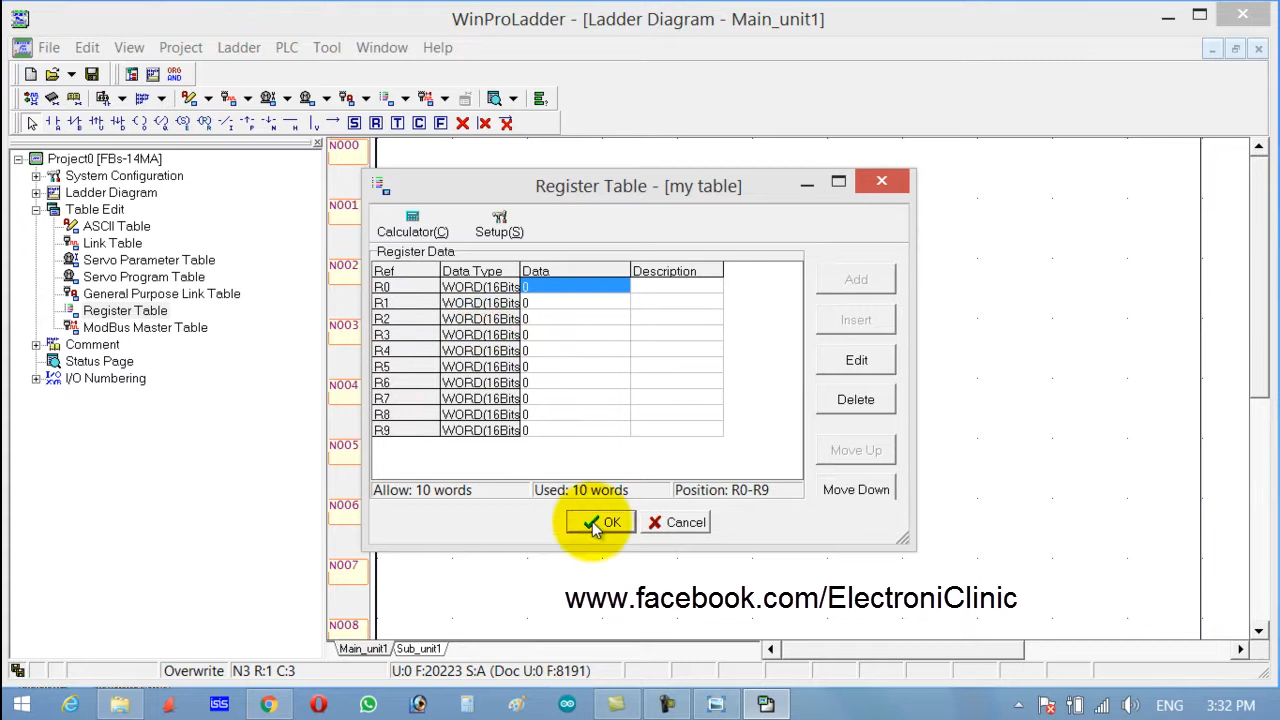 WinProLadder - [Ladder Diagram - Main_unit1]
File Edit View Project Ladder PLC Tool Window Help
ORG
AND
S R T C F
Project0 [FBs-14MA]
System Configuration
Ladder Diagram
Table Edit
ASCII Table
Link Table
Servo Parameter Table
Servo Program Table
General Purpose Link Table
Register Table
ModBus Master Table
Comment
Status Page
I/O Numbering
N000
N001
N002
N003
N004
N005
N006
N007
N008
Register Table - [my table]
Calculator(C) Setup(S)
Register Data
Ref Data Type Data Description
R0 WORD(16Bits 0
R1 WORD(16Bits 0
R2 WORD(16Bits 0
R3 WORD(16Bits 0
R4 WORD(16Bits 0
R5 WORD(16Bits 0
R6 WORD(16Bits 0
R7 WORD(16Bits 0
R8 WORD(16Bits 0
R9 WORD(16Bits 0
Allow: 10 words Used: 10 words Position: R0-R9
Add
Insert
Edit
Delete
Move Up
Move Down
OK Cancel
www.facebook.com/ElectroniClinic
Main_unit1 Sub_unit1
Overwrite N3 R:1 C:3 U:0 F:20223 S:A (Doc U:0 F:8191)
ISIS
ENG 3:32 PM